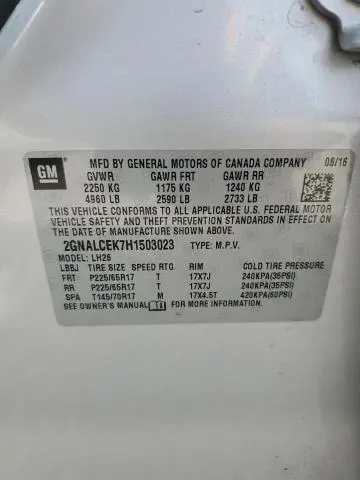 GM
MFD BY GENERAL MOTORS OF CANADA COMPANY 06/16
GVWR GAWR FRT GAWR RR
2250 KG 1175 KG 1240 KG
4960 LB 2590 LB 2733 LB
THIS VEHICLE CONFORMS TO ALL APPLICABLE U.S. FEDERAL MOTOR
VEHICLE SAFETY AND THEFT PREVENTION STANDARDS IN EFFECT ON
THE DATE OF MANUFACTURE SHOWN ABOVE.
2GNALCEK7H1503023 TYPE: M.P.V.
MODEL: LH26
LBBJ TIRE SIZE SPEED RTG RIM COLD TIRE PRESSURE
FRT P225/65R17 T 17X7J 240KPA(35PSI)
RR P225/65R17 T 17X7J 240KPA(35PSI)
SPA T145/70R17 M 17X4.5T 420KPA(60PSI)
SEE OWNER'S MANUAL